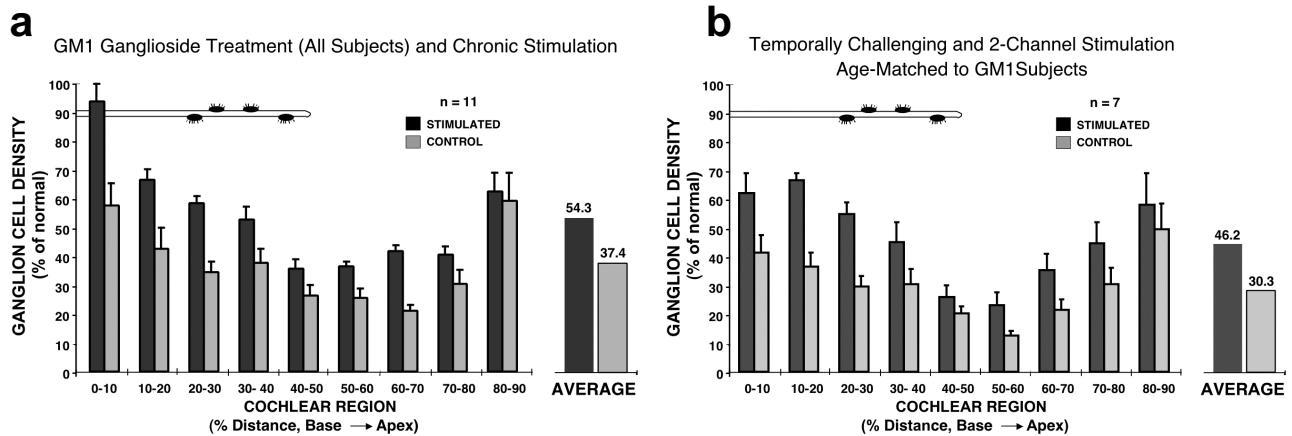 a
GM1 Ganglioside Treatment (All Subjects) and Chronic Stimulation
GANGLION CELL DENSITY
(% of normal)
100
90
80
70
60
50
40
30
20
10
0
n = 11
STIMULATED
CONTROL
54.3
37.4
0-10 10-20 20-30 30- 40 40-50 50-60 60-70 70-80 80-90
AVERAGE
COCHLEAR REGION
(% Distance, Base → Apex)
b
Temporally Challenging and 2-Channel Stimulation
Age-Matched to GM1Subjects
GANGLION CELL DENSITY
(% of normal)
100
90
80
70
60
50
40
30
20
10
0
n = 7
STIMULATED
CONTROL
46.2
30.3
0-10 10-20 20-30 30- 40 40-50 50-60 60-70 70-80 80-90
AVERAGE
COCHLEAR REGION
(% Distance, Base → Apex)